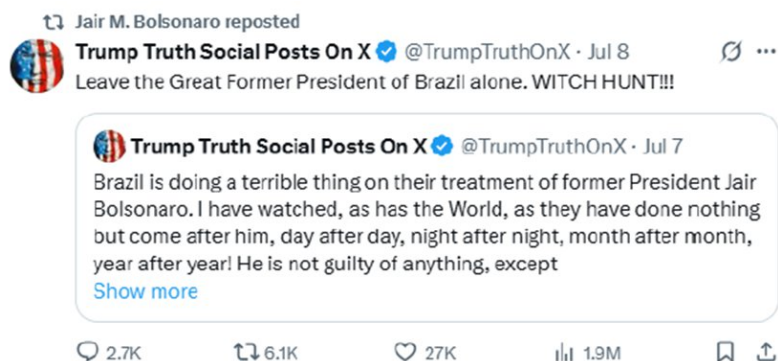 Jair M. Bolsonaro reposted
Trump Truth Social Posts On X @TrumpTruthOnX · Jul 8
Leave the Great Former President of Brazil alone. WITCH HUNT!!!
Trump Truth Social Posts On X @TrumpTruthOnX · Jul 7
Brazil is doing a terrible thing on their treatment of former President Jair
Bolsonaro. I have watched, as has the World, as they have done nothing
but come after him, day after day, night after night, month after month,
year after year! He is not guilty of anything, except
Show more
2.7K 6.1K 27K 1.9M